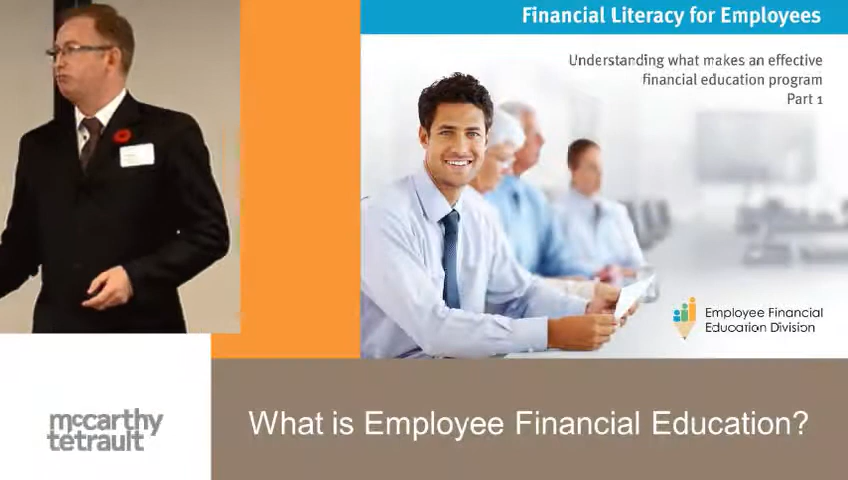 Financial Literacy for Employees
Understanding what makes an effective
financial education program
Part 1
Employee Financial
Education Division
mccarthy
tetrault
What is Employee Financial Education?